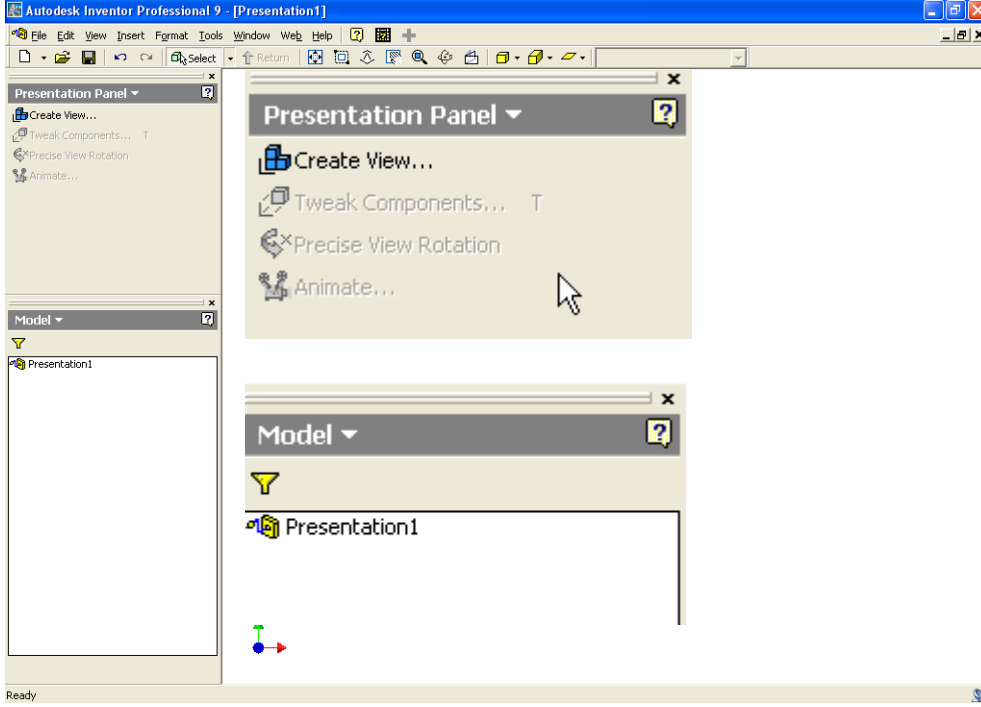 Autodesk Inventor Professional 9 - [Presentation1]
File Edit View Insert Format Tools Window Web Help
Select Return
Presentation Panel
Create View...
Tweak Components... T
Precise View Rotation
Animate...
Model
Presentation1
Presentation Panel
Create View...
Tweak Components... T
Precise View Rotation
Animate...
Model
Presentation1
Ready